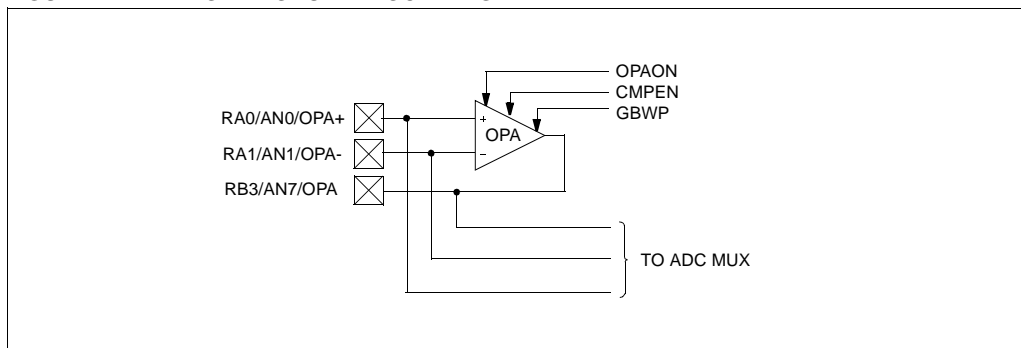 OPAON
CMPEN
GBWP
RA0/AN0/OPA+
+
OPA
RA1/AN1/OPA-
–
RB3/AN7/OPA
TO ADC MUX